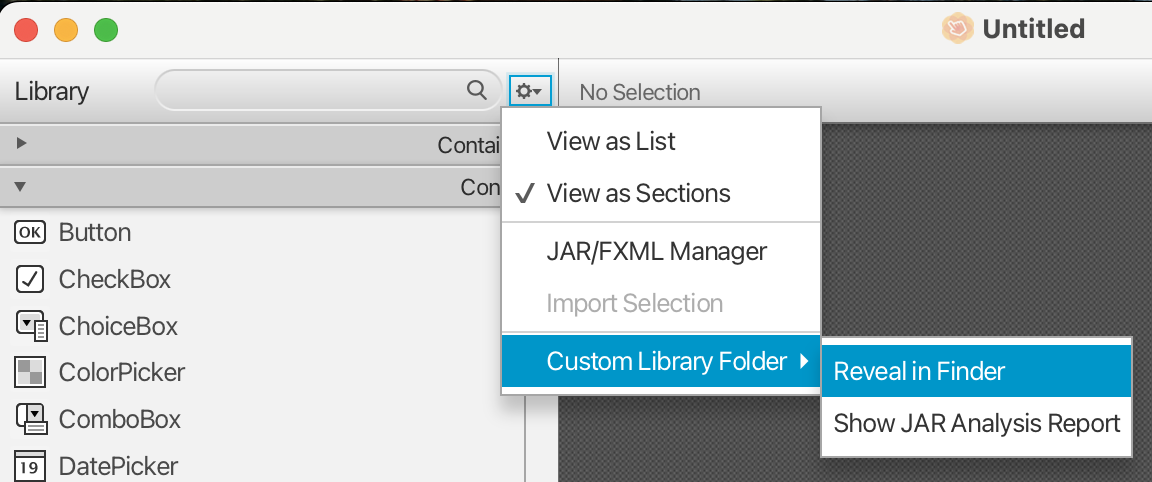 Untitled
Library
No Selection
Contai
Con
View as List
View as Sections
JAR/FXML Manager
Import Selection
Custom Library Folder
Reveal in Finder
Show JAR Analysis Report
OK Button
CheckBox
ChoiceBox
ColorPicker
ComboBox
19 DatePicker